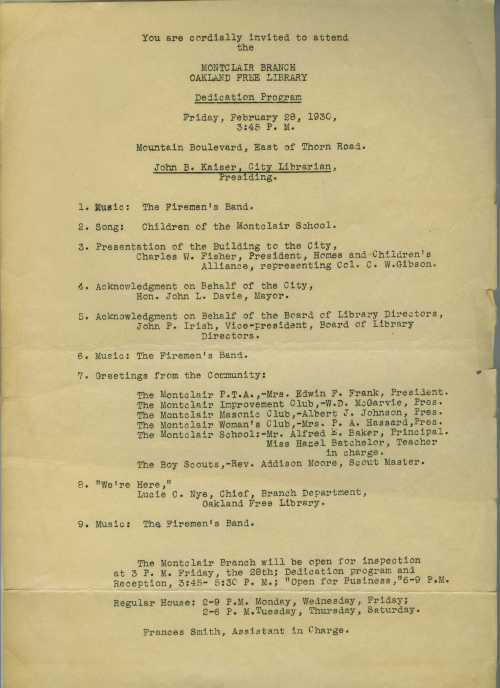 You are cordially invited to attend
the
MONTCLAIR BRANCH
OAKLAND FREE LIBRARY
Dedication Program
Friday, February 28, 1930,
3:45 P. M.
Mountain Boulevard, East of Thorn Road.
John B. Kaiser, City Librarian,
Presiding.
1. Music: The Firemen's Band.
2. Song: Children of the Montclair School.
3. Presentation of the Building to the City,
Charles W. Fisher, President, Homes and Children's
Alliance, representing Col. C. W.Gibson.
4. Acknowledgment on Behalf of the City,
Hon. John L. Davie, Mayor.
5. Acknowledgment on Behalf of the Board of Library Directors,
John P. Irish, Vice-president, Board of Library
Directors.
6. Music: The Firemen's Band.
7. Greetings from the Community:
The Montclair P.T.A.,-Mrs. Edwin F. Frank, President.
The Montclair Improvement Club,-W.D. McGarvie, Pres.
The Montclair Masonic Club,-Albert J. Johnson, Pres.
The Montclair Woman's Club,-Mrs. P. A. Hassard,Pres.
The Montclair School:-Mr. Alfred E. Baker, Principal.
Miss Hazel Batchelor, Teacher
in charge.
The Boy Scouts,-Rev. Addison Moore, Scout Master.
8. "We're Here,"
Lucie C. Nye, Chief, Branch Department,
Oakland Free Library.
9. Music: The Firemen's Band.
The Montclair Branch will be open for inspection
at 3 P. M. Friday, the 28th; Dedication program and
Reception, 3:45- 5:30 P. M.; "Open for Business,"6-9 P.M.
Regular House: 2-9 P.M. Monday, Wednesday, Friday;
2-6 P. M.Tuesday, Thursday, Saturday.
Frances Smith, Assistant in Charge.